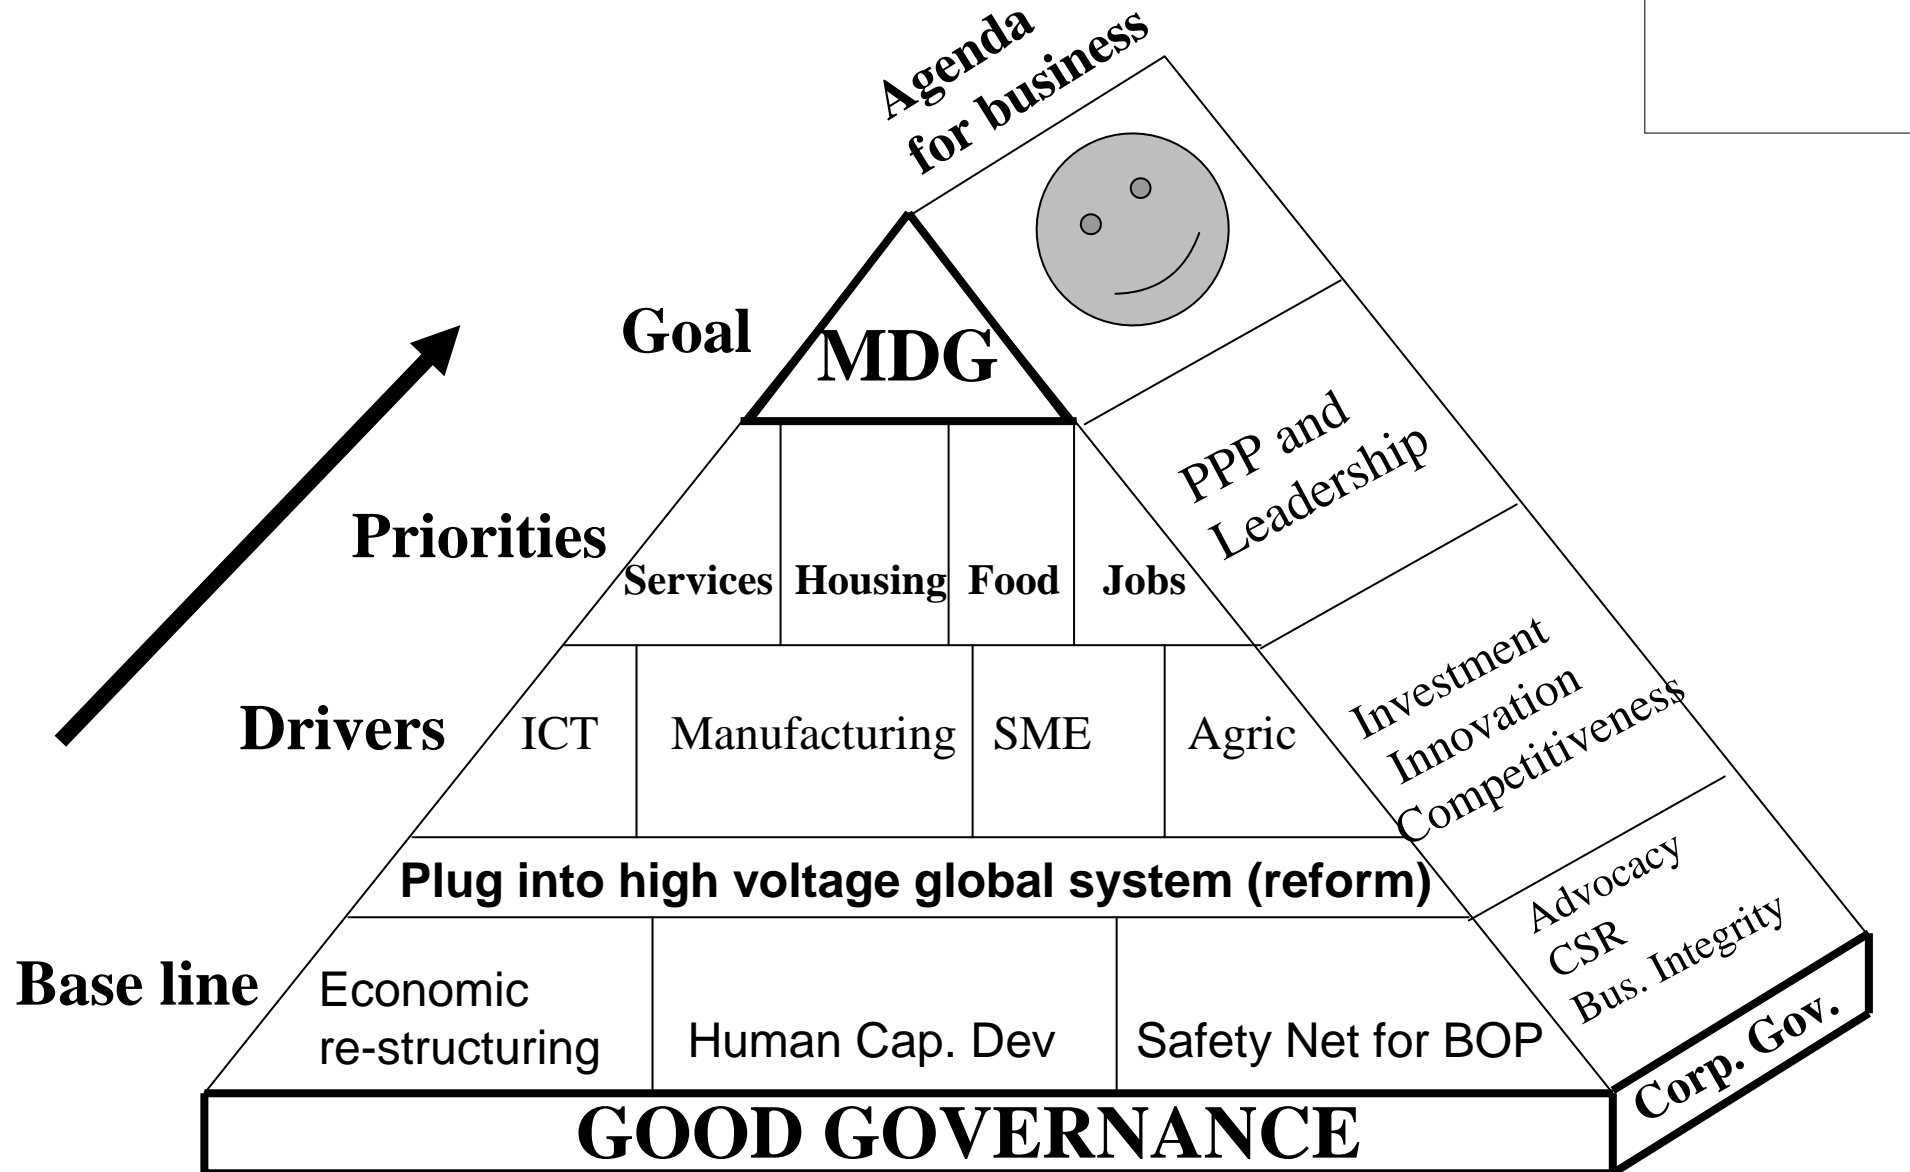 Agenda
for business
Goal
MDG
PPP and
Leadership
Priorities
Services Housing Food Jobs
Investment
Innovation
Competitiveness
Drivers
ICT Manufacturing SME Agric
Plug into high voltage global system (reform)
Advocacy
CSR
Bus. Integrity
Base line
Economic
re-structuring
Human Cap. Dev
Safety Net for BOP
Corp. Gov.
GOOD GOVERNANCE